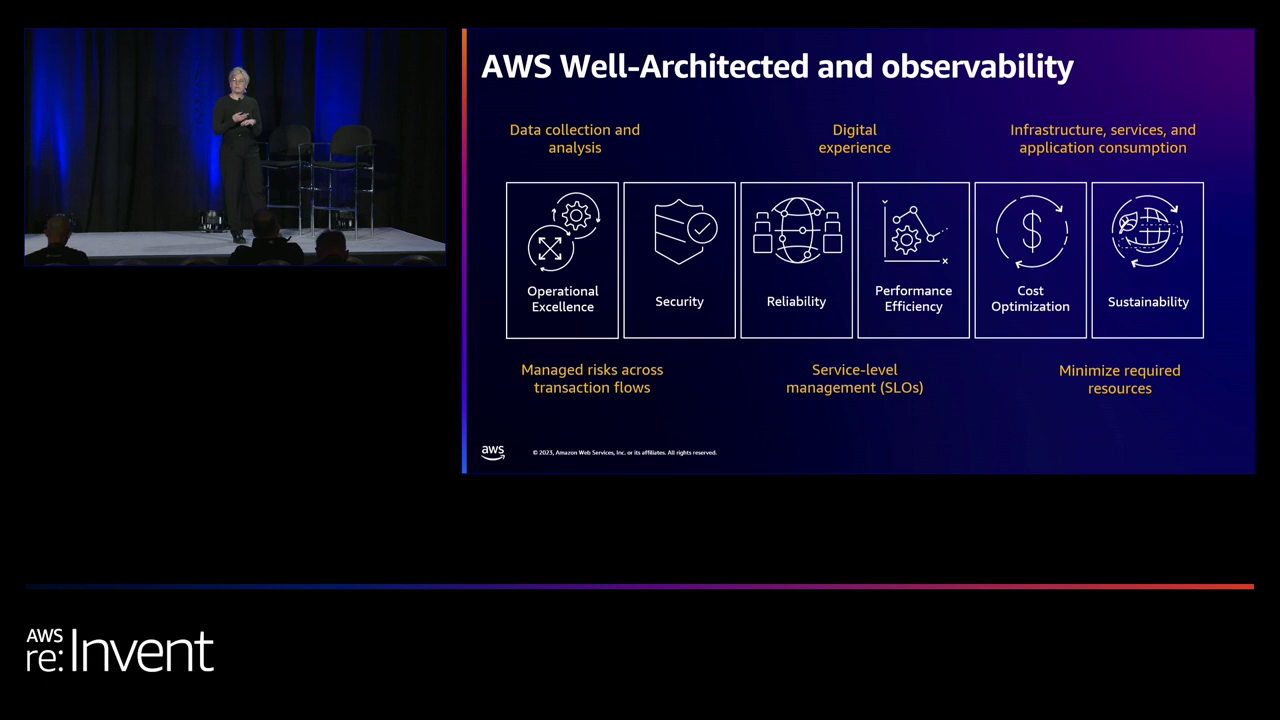 AWS Well-Architected and observability
Data collection and
analysis
Digital
experience
Infrastructure, services, and
application consumption
Operational
Excellence
Security
Reliability
Performance
Efficiency
Cost
Optimization
Sustainability
Managed risks across
transaction flows
Service-level
management (SLOs)
Minimize required
resources
aws
© 2023, Amazon Web Services, Inc. or its affiliates. All rights reserved.
AWS
re:Invent